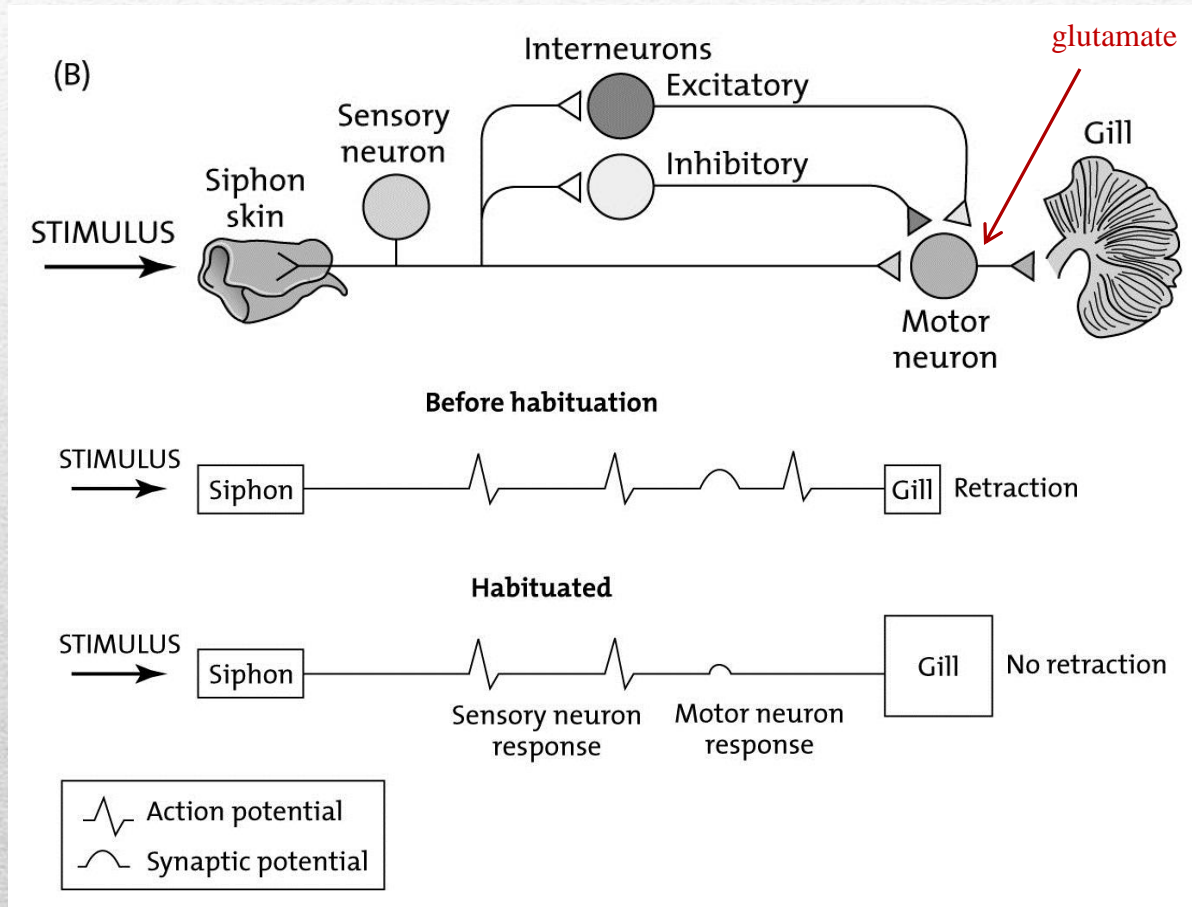 glutamate
(B)
Interneurons
Excitatory
Sensory
neuron
Inhibitory
Gill
Siphon
skin
STIMULUS
Motor
neuron
Before habituation
STIMULUS
Siphon
Gill
Retraction
Habituated
STIMULUS
Siphon
Gill
No retraction
Sensory neuron
response
Motor neuron
response
Action potential
Synaptic potential